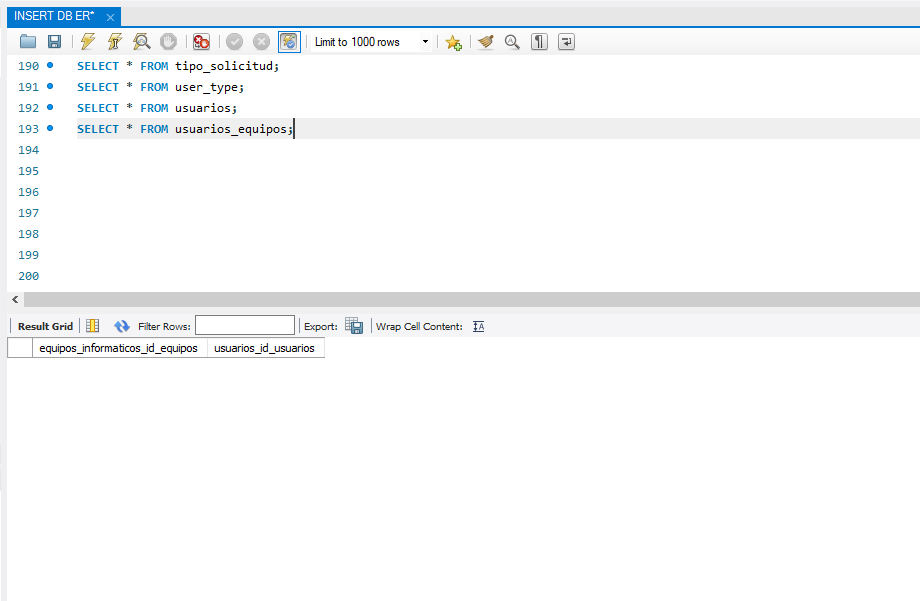 INSERT DB ER*
Limit to 1000 rows
190 SELECT * FROM tipo_solicitud;
191 SELECT * FROM user_type;
192 SELECT * FROM usuarios;
193 SELECT * FROM usuarios_equipos;
194
195
196
197
198
199
200
Result Grid Filter Rows: Export: Wrap Cell Content: IA
equipos_informaticos_id_equipos usuarios_id_usuarios